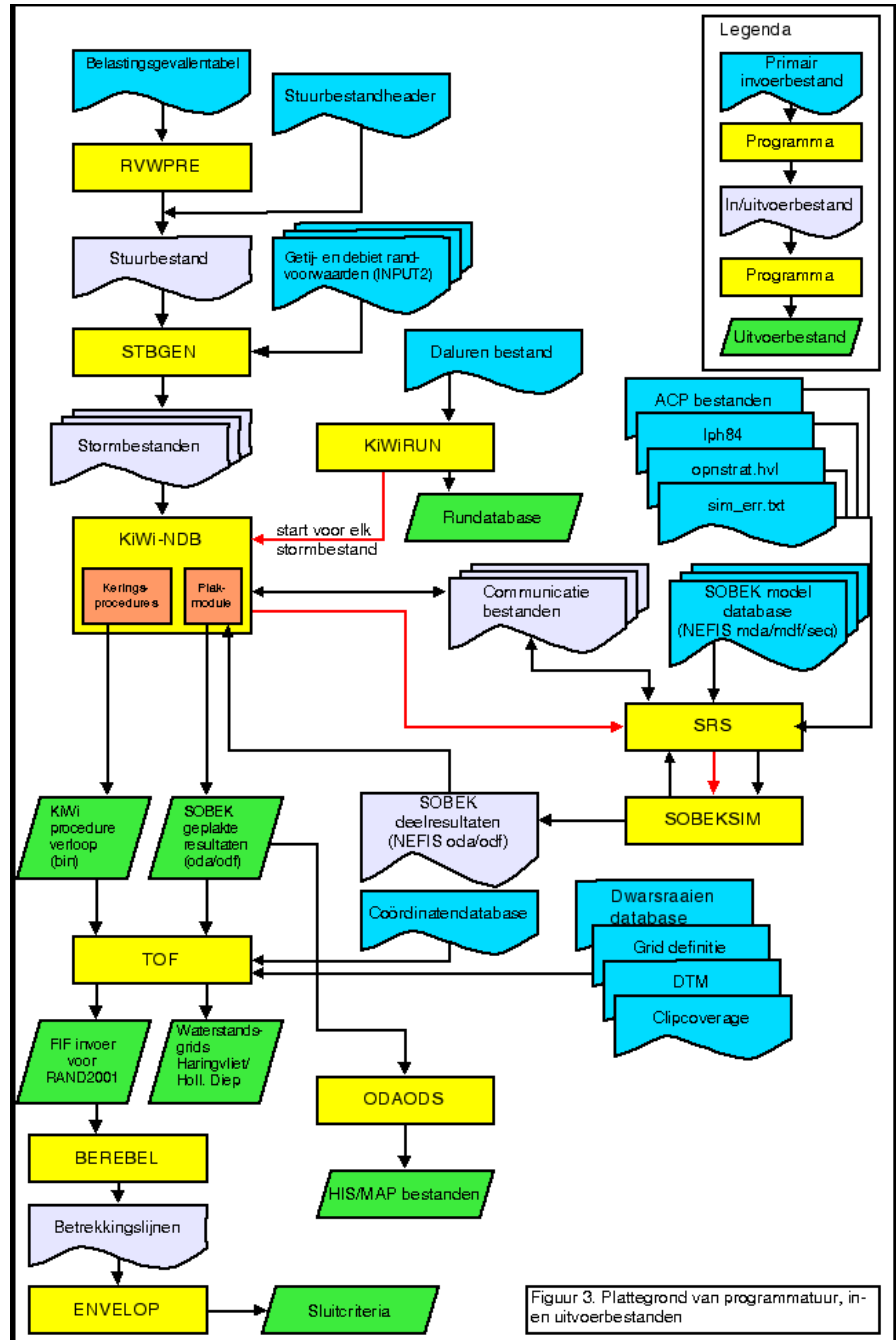 Legenda
Primair
invoerbestand
Programma
In/uitvoerbestand
Programma
Uitvoerbestand
Belastingsgevallentabel
Stuurbestandheader
RVWPRE
Stuurbestand
Getij- en debiet rand-
voorwaarden (INPUT2)
STBGEN
Daluren bestand
Stormbestanden
KiWiRUN
Rundatabase
ACP bestanden
lph84
opnstrat.hvl
sim_err.txt
KiWi-NDB
start voor elk
stormbestand
Kerings-
procedures
Plak-
module
Communicatie
bestanden
SOBEK model
database
(NEFIS mda/mdf/seq)
SRS
SOBEKSIM
KiWi
procedure
verloop
(bin)
SOBEK
geplakte
resultaten
(oda/odf)
SOBEK
deelresultaten
(NEFIS oda/odf)
Coördinatendatabase
Dwarsraaien
database
Grid definitie
DTM
Clipcoverage
TOF
FIF invoer
voor
RAND2001
Waterstands-
grids
Haringvliet/
Holl. Diep
ODAODS
BEREBEL
HIS/MAP bestanden
Betrekkingslijnen
ENVELOP
Sluitcriteria
Figuur 3. Plattegrond van programmatuur, in-
en uitvoerbestanden